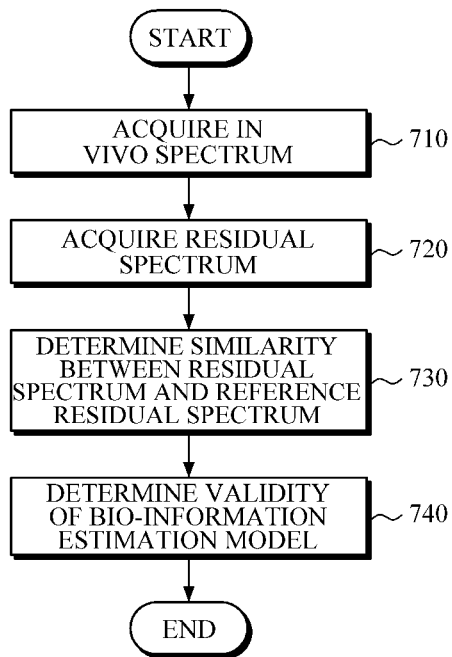 START
ACQUIRE IN
VIVO SPECTRUM
710
ACQUIRE RESIDUAL
SPECTRUM
720
DETERMINE SIMILARITY
BETWEEN RESIDUAL
SPECTRUM AND REFERENCE
RESIDUAL SPECTRUM
730
DETERMINE VALIDITY
OF BIO-INFORMATION
ESTIMATION MODEL
740
END